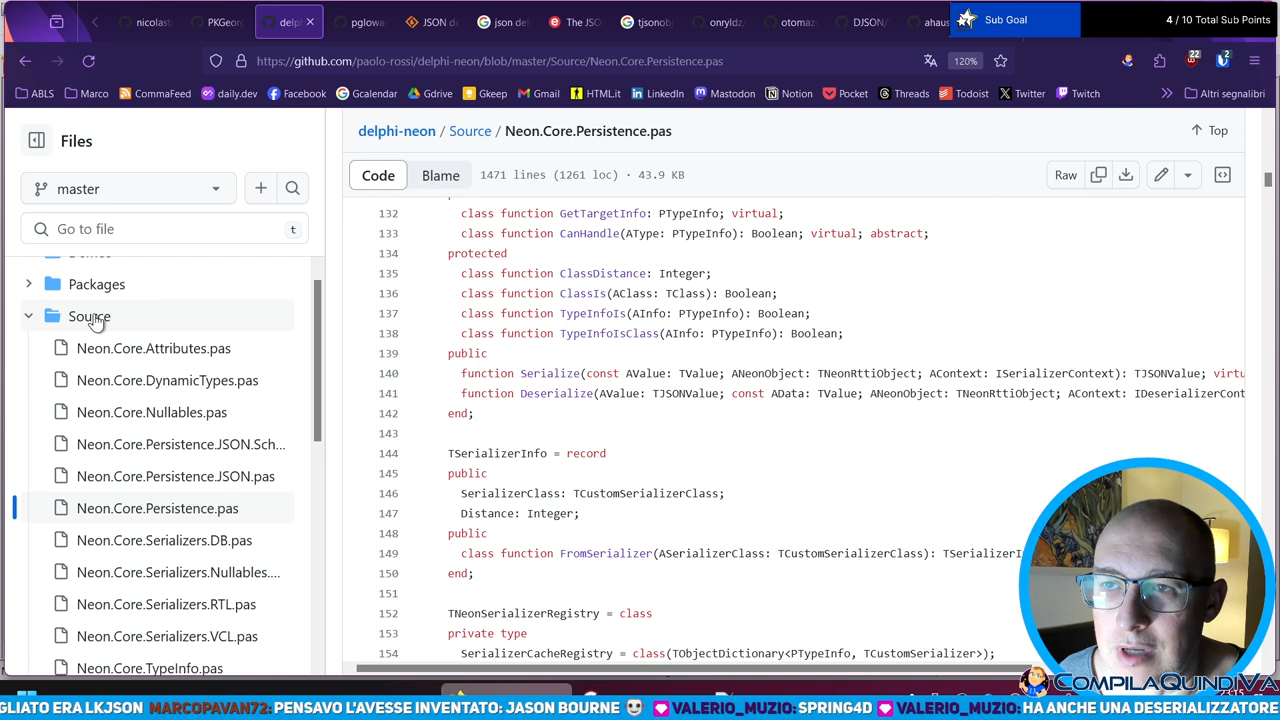 nicolas
PKGeor
delp
pglowa
JSON de
json del
The JSO
tjsonobj
onryldz
otomaz
DJSON/
ahaus
Sub Goal
4 / 10 Total Sub Points
https://github.com/paolo-rossi/delphi-neon/blob/master/Source/Neon.Core.Persistence.pas
120%
22
2
ABLS
Marco
CommaFeed
daily.dev
Facebook
Gcalendar
Gdrive
Gkeep
Gmail
HTML.it
LinkedIn
Mastodon
Notion
Pocket
Threads
Todoist
Twitter
Twitch
Altri segnalibri
Files
delphi-neon / Source / Neon.Core.Persistence.pas
Top
master
Code
Blame
1471 lines (1261 loc) · 43.9 KB
Raw
Go to file
t
Packages
Source
Neon.Core.Attributes.pas
Neon.Core.DynamicTypes.pas
Neon.Core.Nullables.pas
Neon.Core.Persistence.JSON.Sch...
Neon.Core.Persistence.JSON.pas
Neon.Core.Persistence.pas
Neon.Core.Serializers.DB.pas
Neon.Core.Serializers.Nullables....
Neon.Core.Serializers.RTL.pas
Neon.Core.Serializers.VCL.pas
Neon.Core.TypeInfo.pas
132 class function GetTargetInfo: PTypeInfo; virtual;
133 class function CanHandle(AType: PTypeInfo): Boolean; virtual; abstract;
134 protected
135 class function ClassDistance: Integer;
136 class function ClassIs(AClass: TClass): Boolean;
137 class function TypeInfoIs(AInfo: PTypeInfo): Boolean;
138 class function TypeInfoIsClass(AInfo: PTypeInfo): Boolean;
139 public
140 function Serialize(const AValue: TValue; ANeonObject: TNeonRttiObject; AContext: ISerializerContext): TJSONValue; virtu
141 function Deserialize(AValue: TJSONValue; const AData: TValue; ANeonObject: TNeonRttiObject; AContext: IDeserializerCont
142 end;
143
144 TSerializerInfo = record
145 public
146 SerializerClass: TCustomSerializerClass;
147 Distance: Integer;
148 public
149 class function FromSerializer(ASerializerClass: TCustomSerializerClass): TSerializerI
150 end;
151
152 TNeonSerializerRegistry = class
153 private type
154 SerializerCacheRegistry = class(TObjectDictionary<PTypeInfo, TCustomSerializer>);
COMPILAQUINDIVA
GLIATO ERA LKJSON MARCOPAVAN72: PENSAVO L'AVESSE INVENTATO: JASON BOURNE VALERIO_MUZIO: SPRING4D VALERIO_MUZIO: HA ANCHE UNA DESERIALIZZATORE